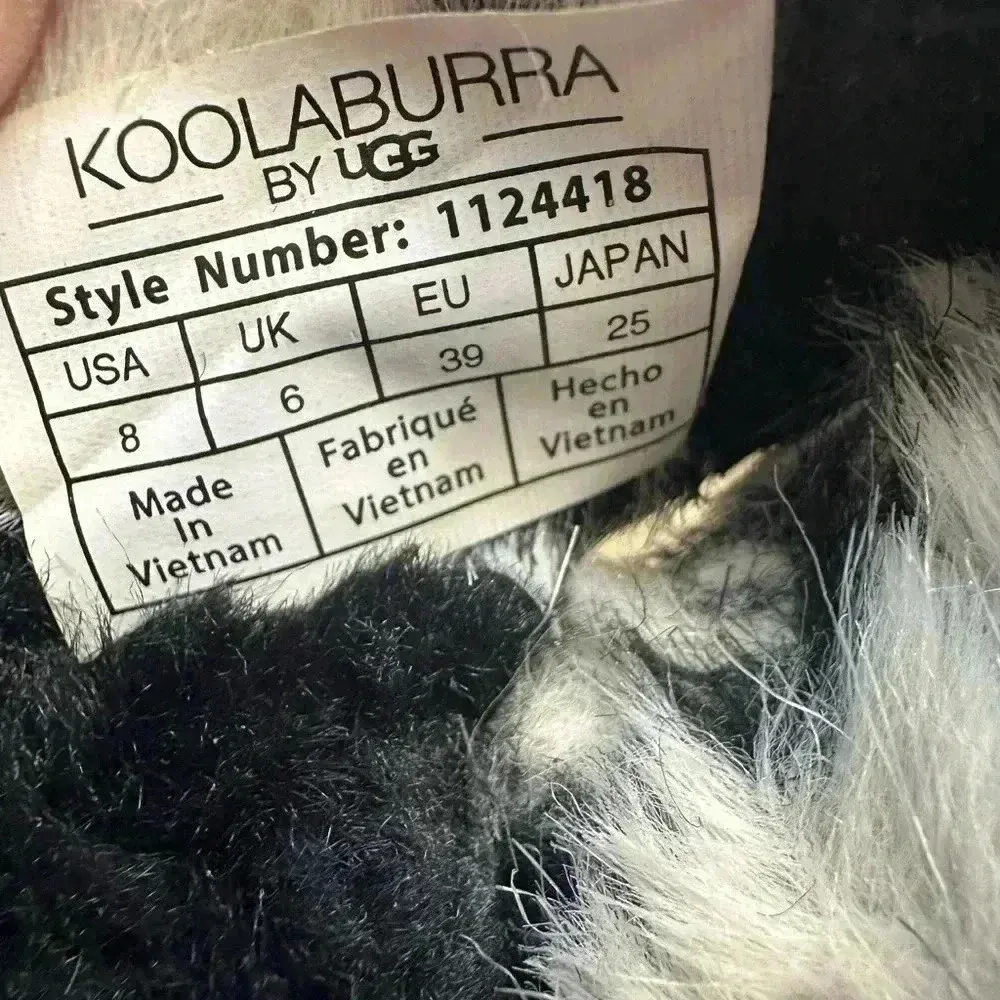 KOOLABURRA
BY UGG
Style Number: 1124418
USA UK EU JAPAN
8 6 39 25
Made
In
Vietnam
Fabriqué
en
Vietnam
Hecho
en
Vietnam